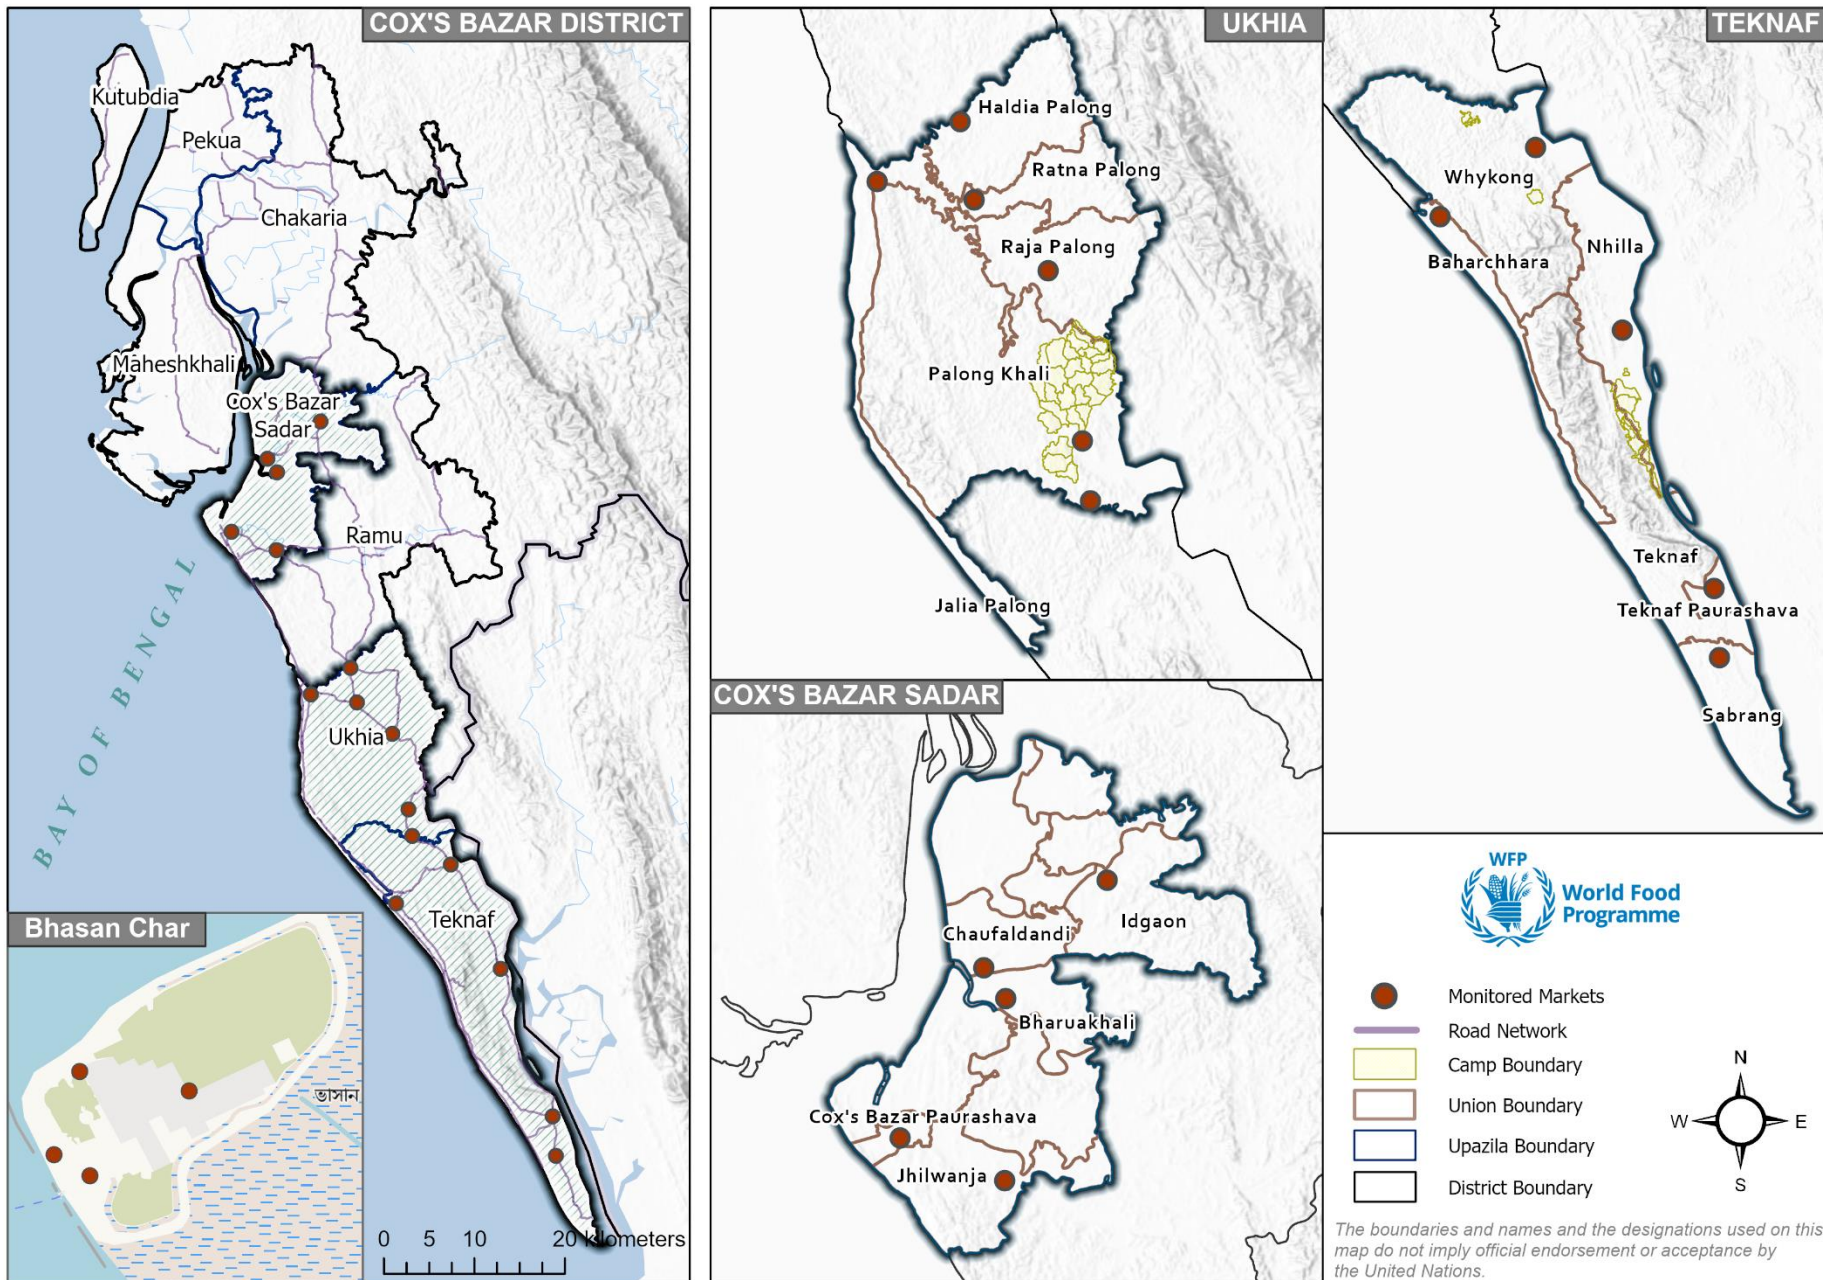 COX'S BAZAR DISTRICT
Kutubdia
Pekua
Chakaria
Maheshkhali
Cox's Bazar
Sadar
Ramu
BAY OF BENGAL
Ukhia
Teknaf
0 5 10 20 kilometers
Bhasan Char
ভাসান
UKHIA
Haldia Palong
Ratna Palong
Raja Palong
Palong Khali
Jalia Palong
TEKNAF
Whykong
Nhilla
Baharchhara
Teknaf
Teknaf Paurashava
Sabrang
COX'S BAZAR SADAR
Chaufaldandi
Idgaon
Bharuakhali
Cox's Bazar Paurashava
Jhilwanja
WFP
World Food
Programme
Monitored Markets
Road Network
Camp Boundary
Union Boundary
Upazila Boundary
District Boundary
N
W E
S
The boundaries and names and the designations used on this
map do not imply official endorsement or acceptance by
the United Nations.